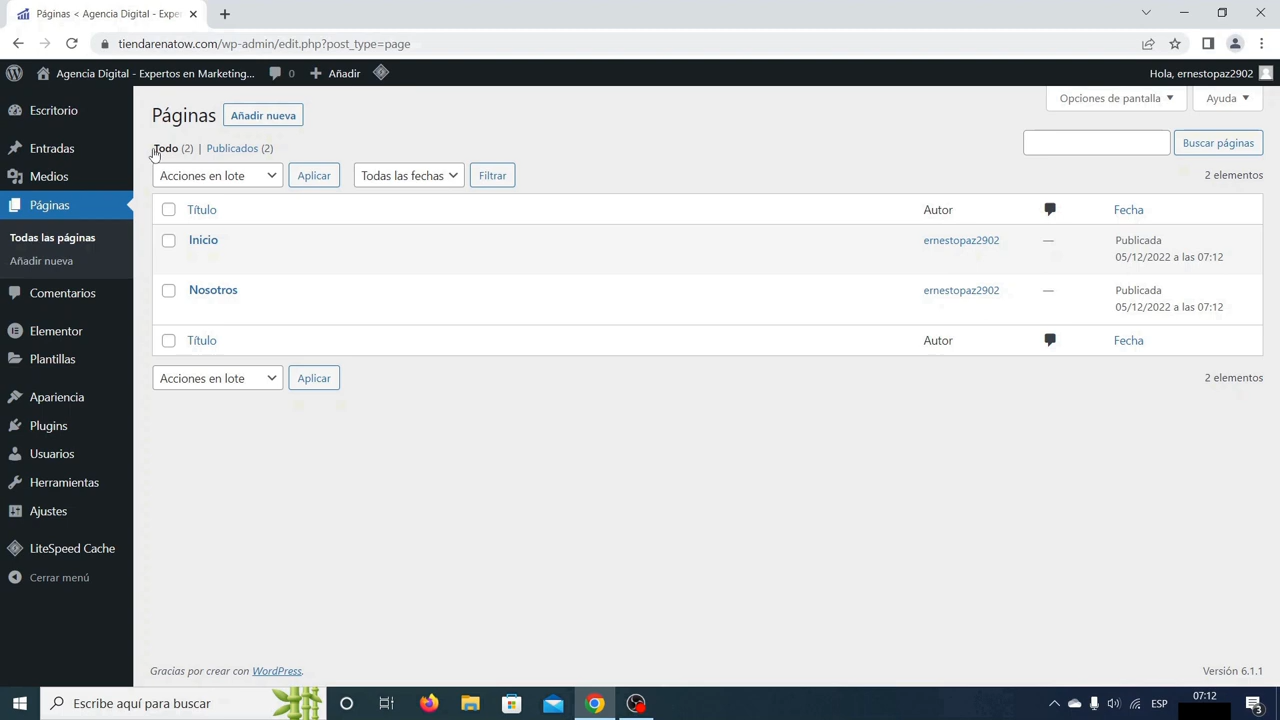 Páginas < Agencia Digital - Exper
tiendarenatow.com/wp-admin/edit.php?post_type=page
Agencia Digital - Expertos en Marketing... 0 Añadir Hola, ernestopaz2902
Escritorio
Entradas
Medios
Páginas
Todas las páginas
Añadir nueva
Comentarios
Elementor
Plantillas
Apariencia
Plugins
Usuarios
Herramientas
Ajustes
LiteSpeed Cache
Cerrar menú
Opciones de pantalla Ayuda
Páginas Añadir nueva
Todo (2) | Publicados (2) Buscar páginas
Acciones en lote Aplicar Todas las fechas Filtrar 2 elementos
Título Autor Fecha
Inicio ernestopaz2902 — Publicada
05/12/2022 a las 07:12
Nosotros ernestopaz2902 — Publicada
05/12/2022 a las 07:12
Título Autor Fecha
Acciones en lote Aplicar 2 elementos
Gracias por crear con WordPress. Versión 6.1.1
Escribe aquí para buscar ESP 07:12 3